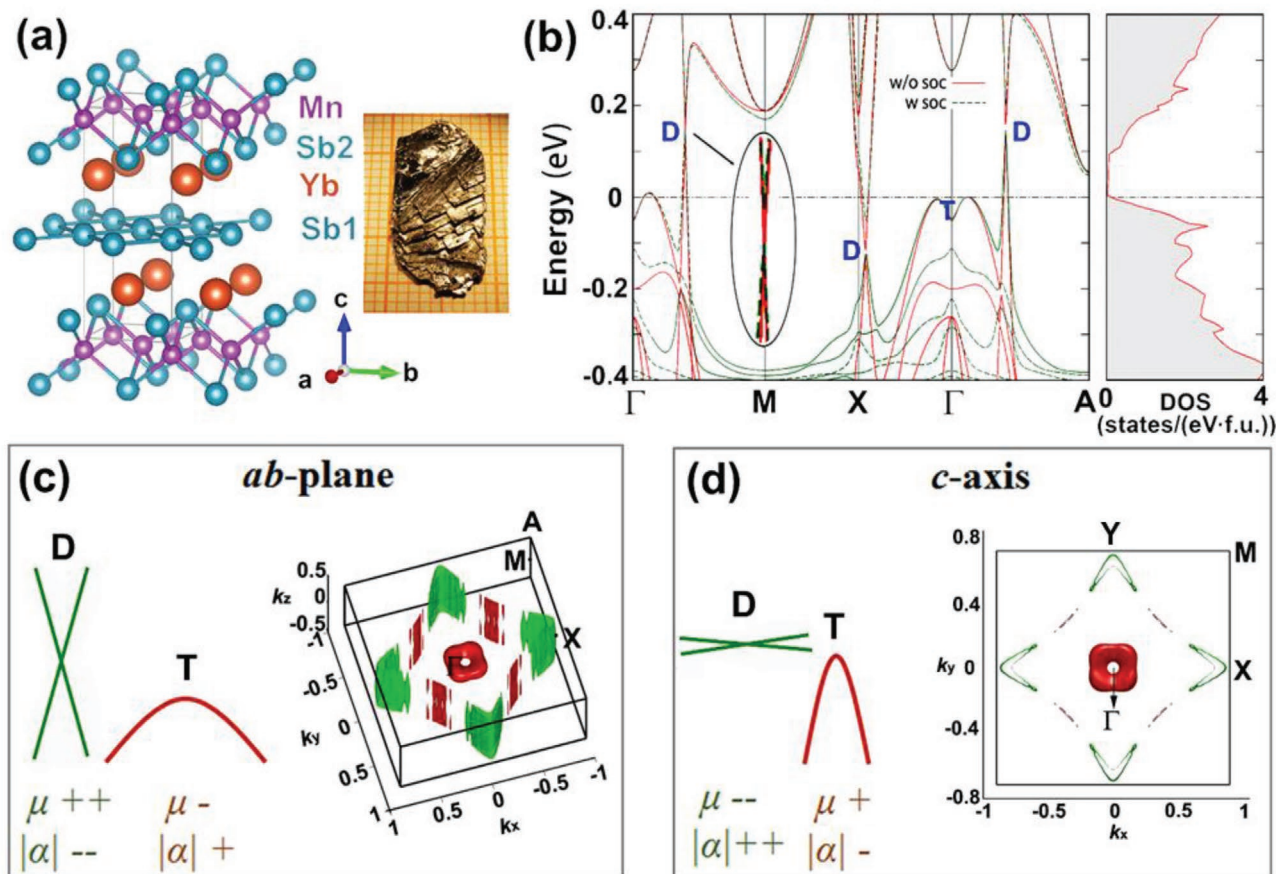 (a)
Mn
Sb2
Yb
Sb1
c
a
b
(b)
Energy (eV)
0.4
0.2
0
-0.2
-0.4
w/o soc
w soc
D
D
D
T
Γ
M
X
Γ
A
0
4
DOS
(states/(eV·f.u.))
(c)
ab-plane
D
T
μ ++
μ -
|α| --
|α| +
A
M
X
Γ
kz
0.5
0
-0.5
-1
-0.5
0
0.5
1
ky
1
0.5
0
-0.5
-1
kx
(d)
c-axis
D
T
μ --
μ +
|α|++
|α| -
Y
M
X
Γ
0.8
0.4
ky 0
-0.4
-0.8
-1
-0.5
0
0.5
1
kx